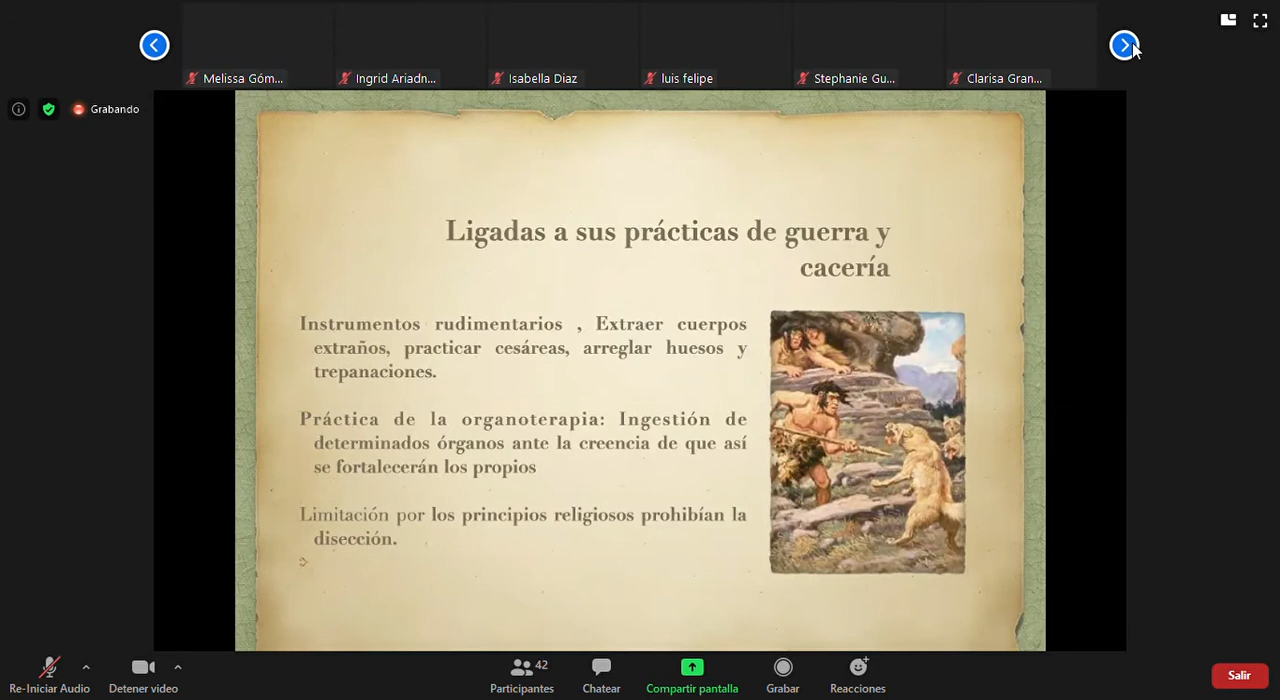 Melissa Góm...
Ingrid Ariadn...
Isabella Diaz
luis felipe
Stephanie Gu...
Clarisa Gran...
Grabando
Ligadas a sus prácticas de guerra y
cacería
Instrumentos rudimentarios , Extraer cuerpos
extraños, practicar cesáreas, arreglar huesos y
trepanaciones.
Práctica de la organoterapia: Ingestión de
determinados órganos ante la creencia de que así
se fortalecerán los propios
Limitación por los principios religiosos prohibían la
disección.
Re-Iniciar Audio
Detener video
Participantes
42
Chatear
Compartir pantalla
Grabar
Reacciones
Salir